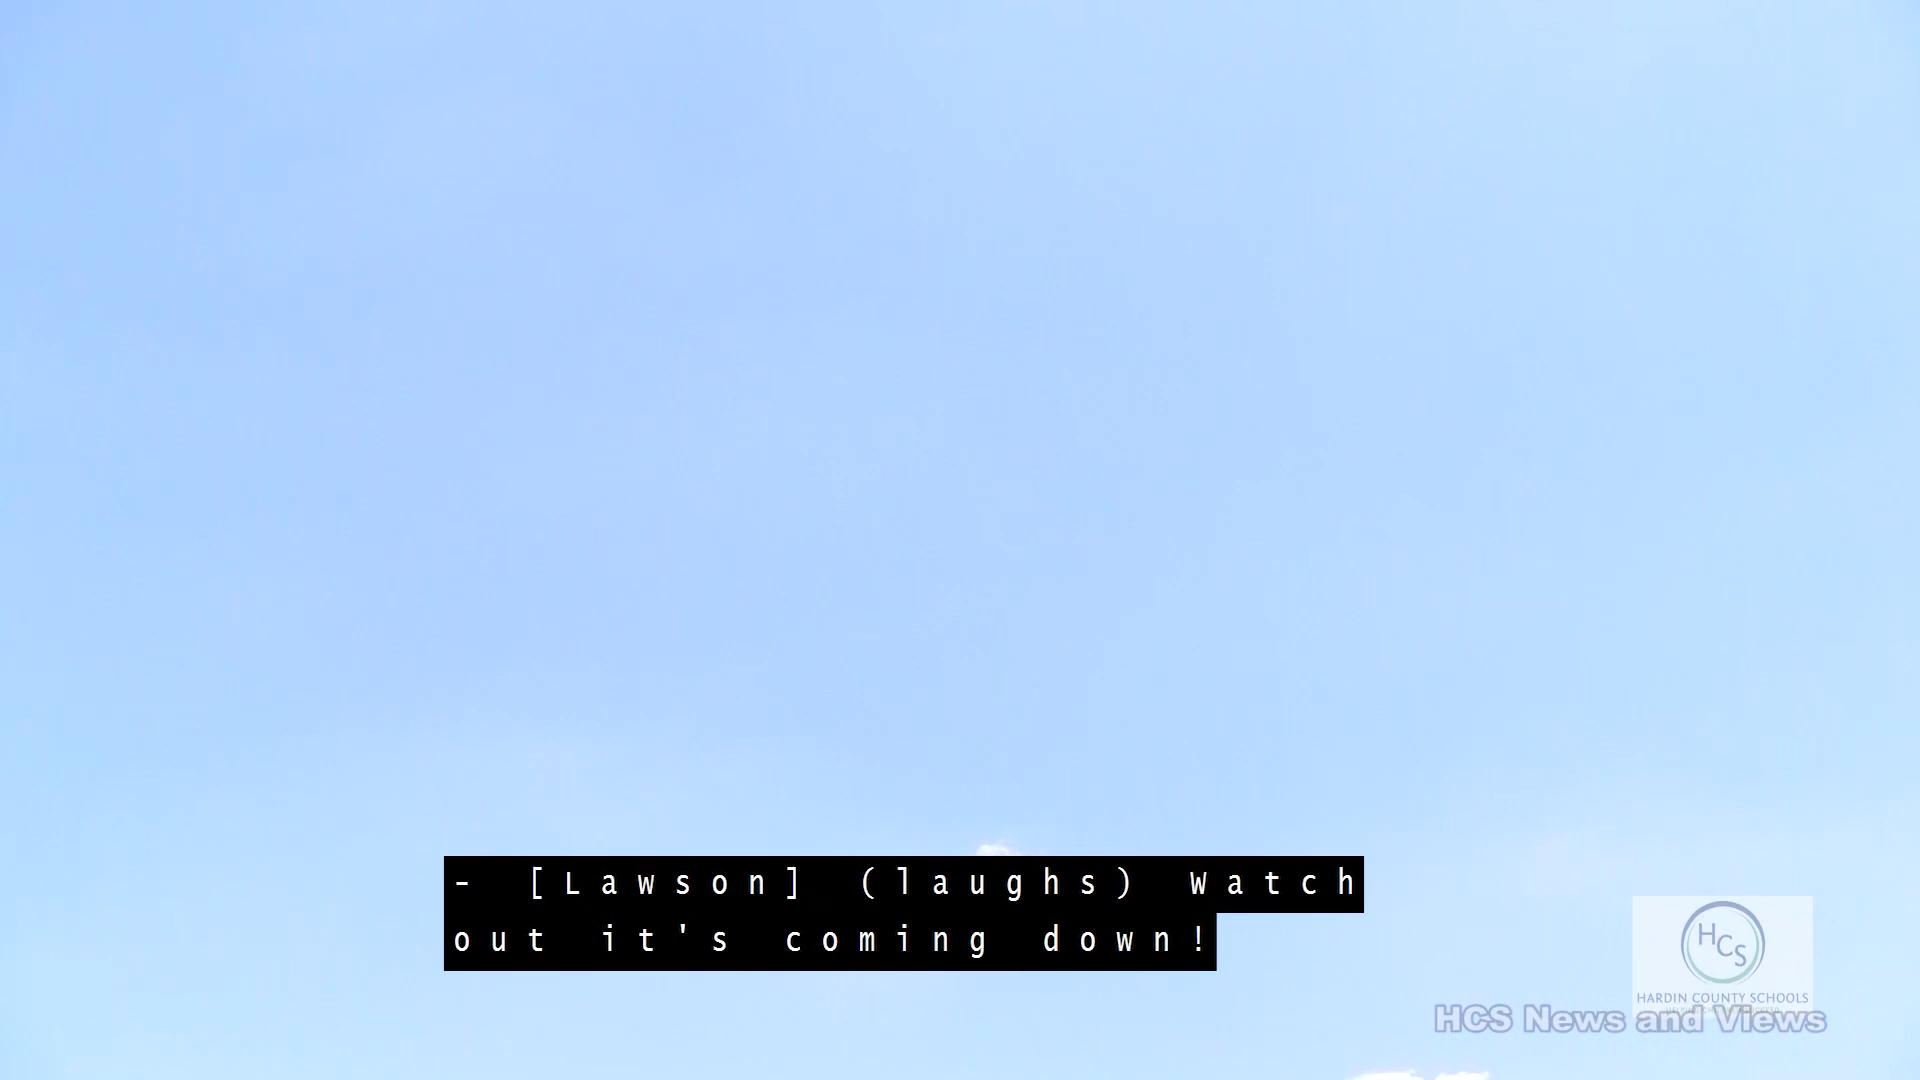 - [Lawson] (laughs) Watch
out it's coming down!
HCS
HARDIN COUNTY SCHOOLS
HCS News and Views